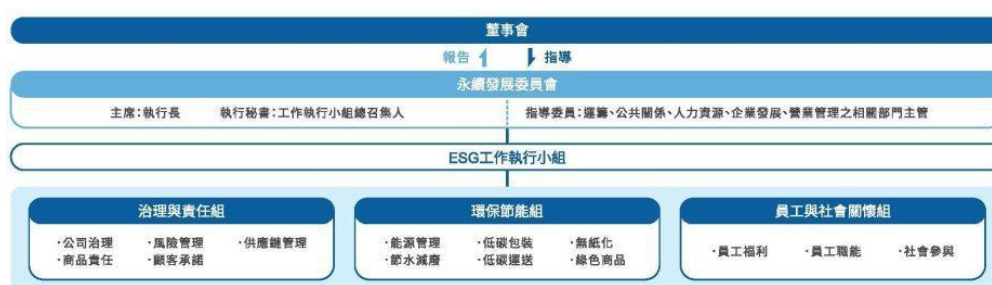 董事會
報告 指導
永續發展委員會
主席：執行長 執行秘書：工作執行小組總召集人 指導委員：運籌、公共關係、人力資源、企業發展、營業管理之相關部門主管
ESG工作執行小組
治理與責任組
·公司治理 ·風險管理 ·供應鏈管理
·商品責任 ·顧客承諾
環保節能組
·能源管理 ·低碳包裝 ·無紙化
·節水減廢 ·低碳運送 ·綠色商品
員工與社會關懷組
·員工福利 ·員工職能 ·社會參與